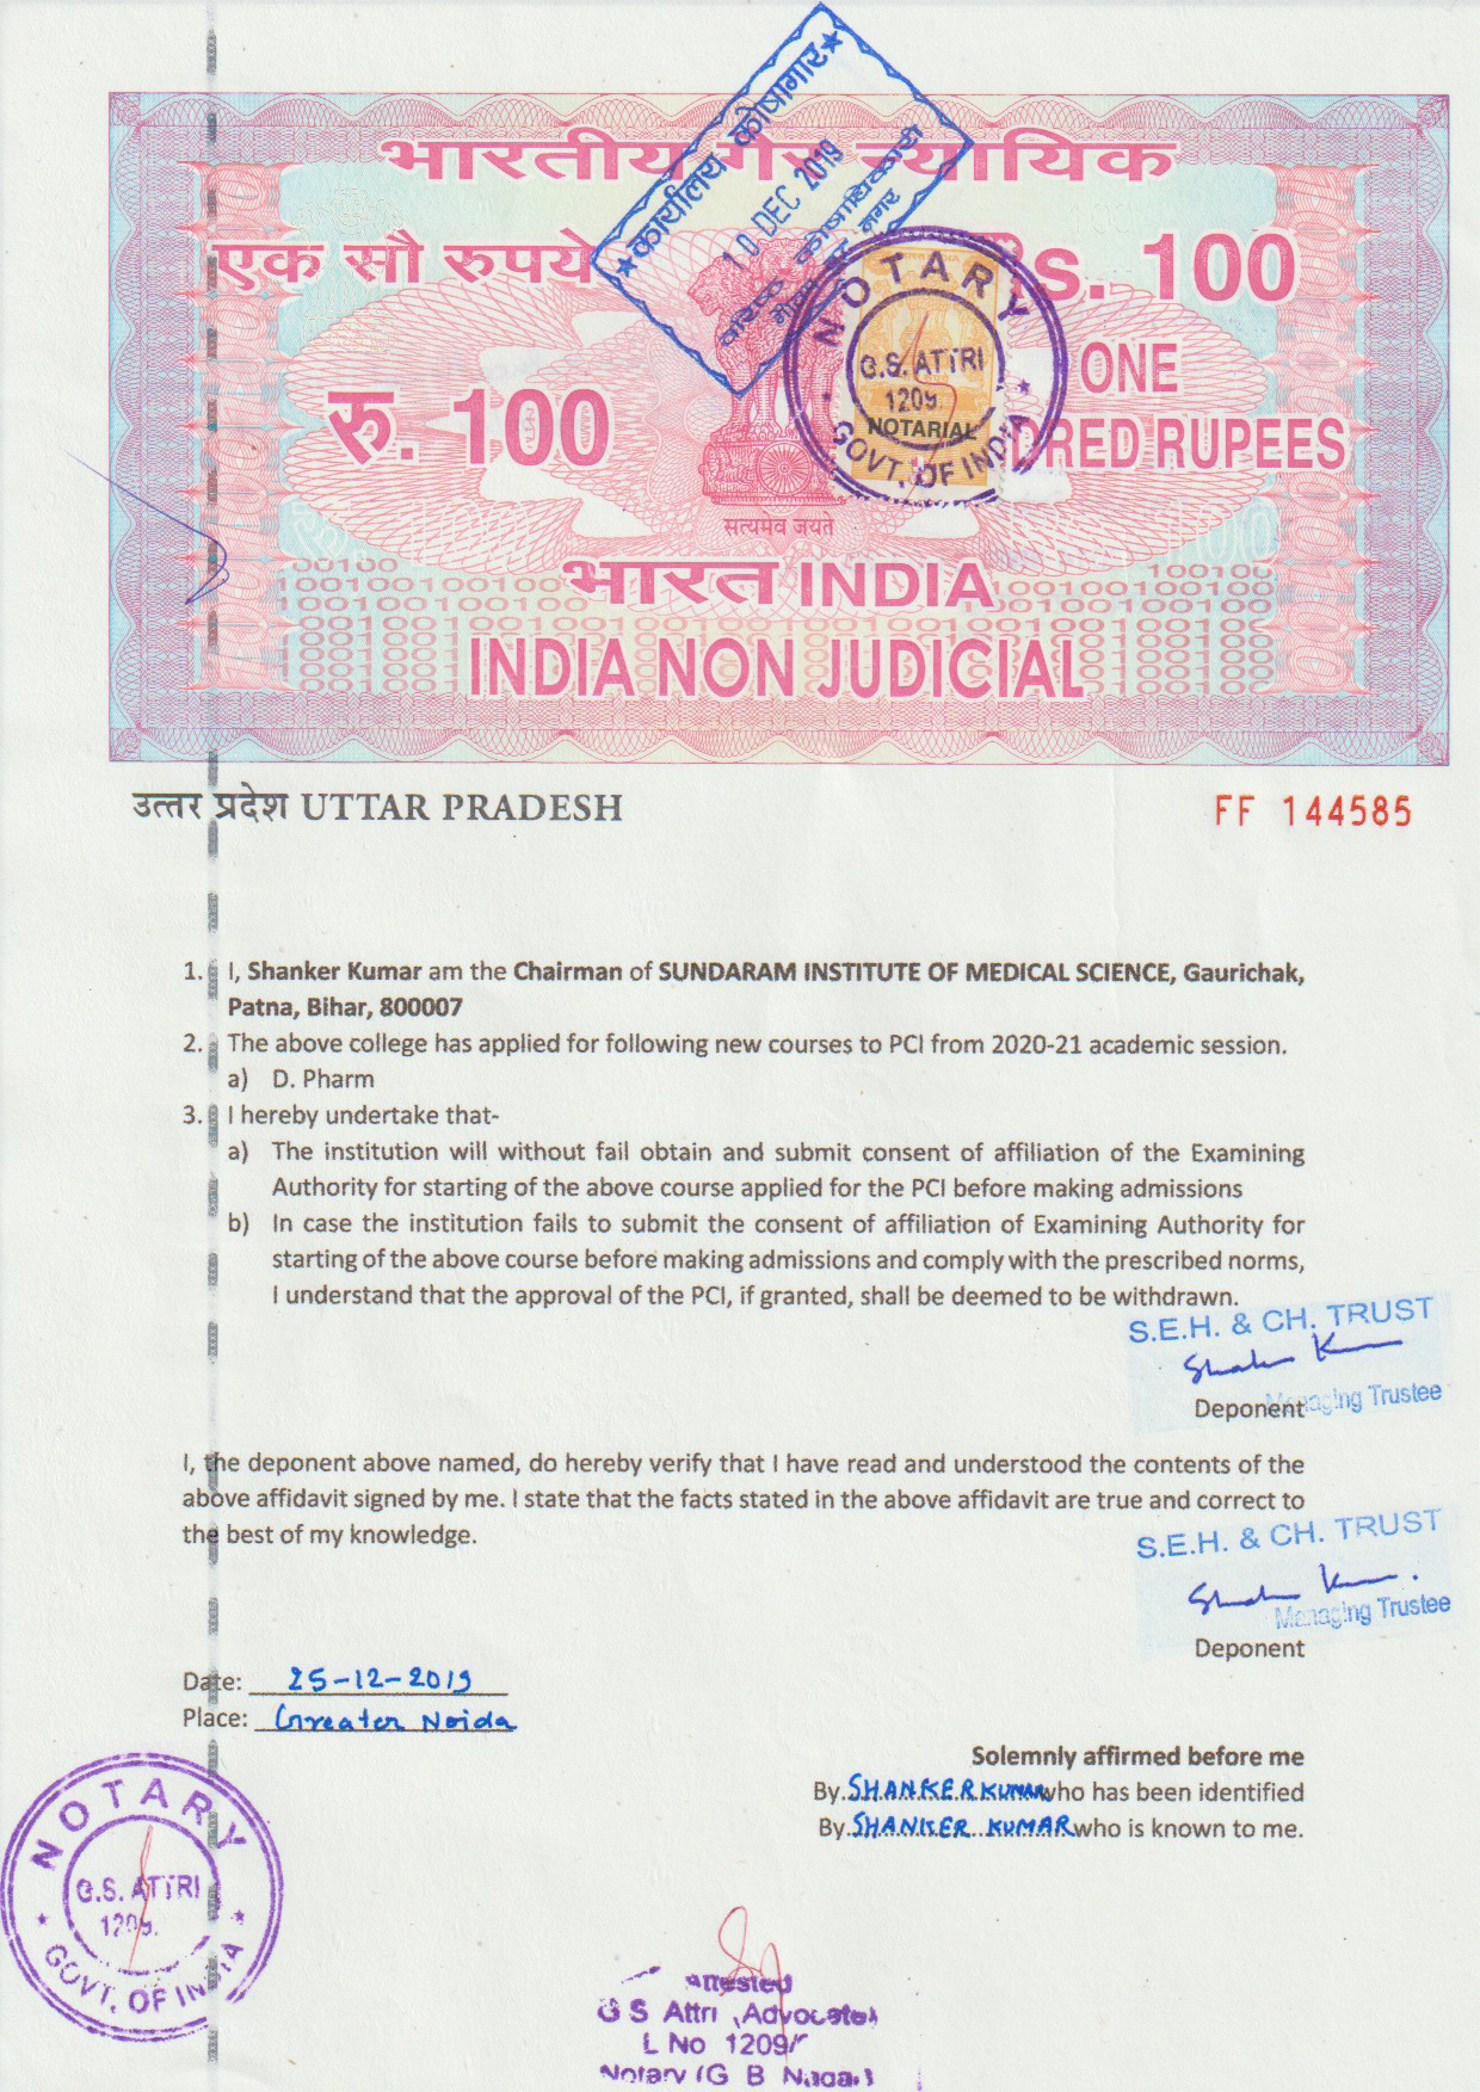 ★ कार्यालय कोषागार ★
10 DEC 2019
वरिष्ठ कोषाधिकारी
नगर
भारतीय गैर न्यायिक
एक सौ रुपये
Rs. 100
रु. 100
ONE
DRED RUPEES
NOTARY
G.S. ATTRI
1209.
NOTARIAL
GOVT. OF INDIA
सत्यमेव जयते
भारत INDIA
INDIA NON JUDICIAL
उत्तर प्रदेश UTTAR PRADESH
FF 144585
1. I, Shanker Kumar am the Chairman of SUNDARAM INSTITUTE OF MEDICAL SCIENCE, Gaurichak,
Patna, Bihar, 800007
2. The above college has applied for following new courses to PCI from 2020-21 academic session.
a) D. Pharm
3. I hereby undertake that-
a) The institution will without fail obtain and submit consent of affiliation of the Examining
Authority for starting of the above course applied for the PCI before making admissions
b) In case the institution fails to submit the consent of affiliation of Examining Authority for
starting of the above course before making admissions and comply with the prescribed norms,
I understand that the approval of the PCI, if granted, shall be deemed to be withdrawn.
S.E.H. & CH. TRUST
Shanker Kumar
Managing Trustee
Deponent
I, the deponent above named, do hereby verify that I have read and understood the contents of the
above affidavit signed by me. I state that the facts stated in the above affidavit are true and correct to
the best of my knowledge.
S.E.H. & CH. TRUST
Shanker Kumar.
Managing Trustee
Deponent
Date: 25-12-2019
Place: Greater Noida
Solemnly affirmed before me
By..SHANKER KUMAR who has been identified
By..SHANKER KUMAR who is known to me.
NOTARY
G.S. ATTRI
1209.
GOVT. OF INDIA
Attested
G S Attri, Advocate
L No 1209/
Notary (G B Nagar)